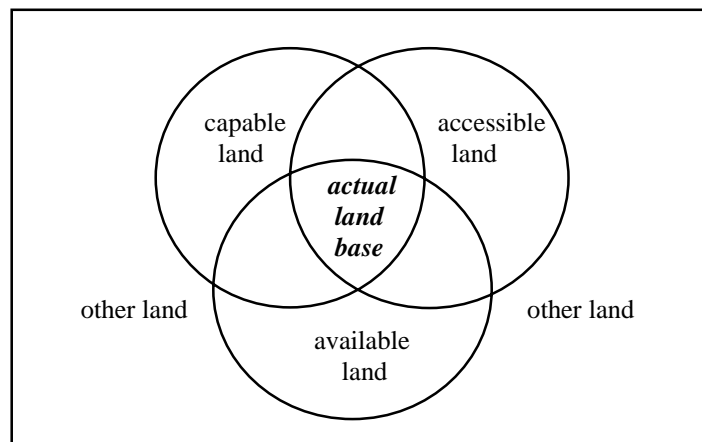 capable
land
accessible
land
actual
land
base
other land
other land
available
land